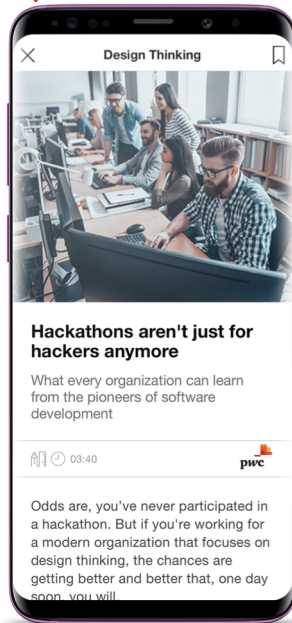 Design Thinking
Hackathons aren't just for
hackers anymore
What every organization can learn
from the pioneers of software
development
03:40
pwc
Odds are, you've never participated in
a hackathon. But if you're working for
a modern organization that focuses on
design thinking, the chances are
getting better and better that, one day
soon, you will.